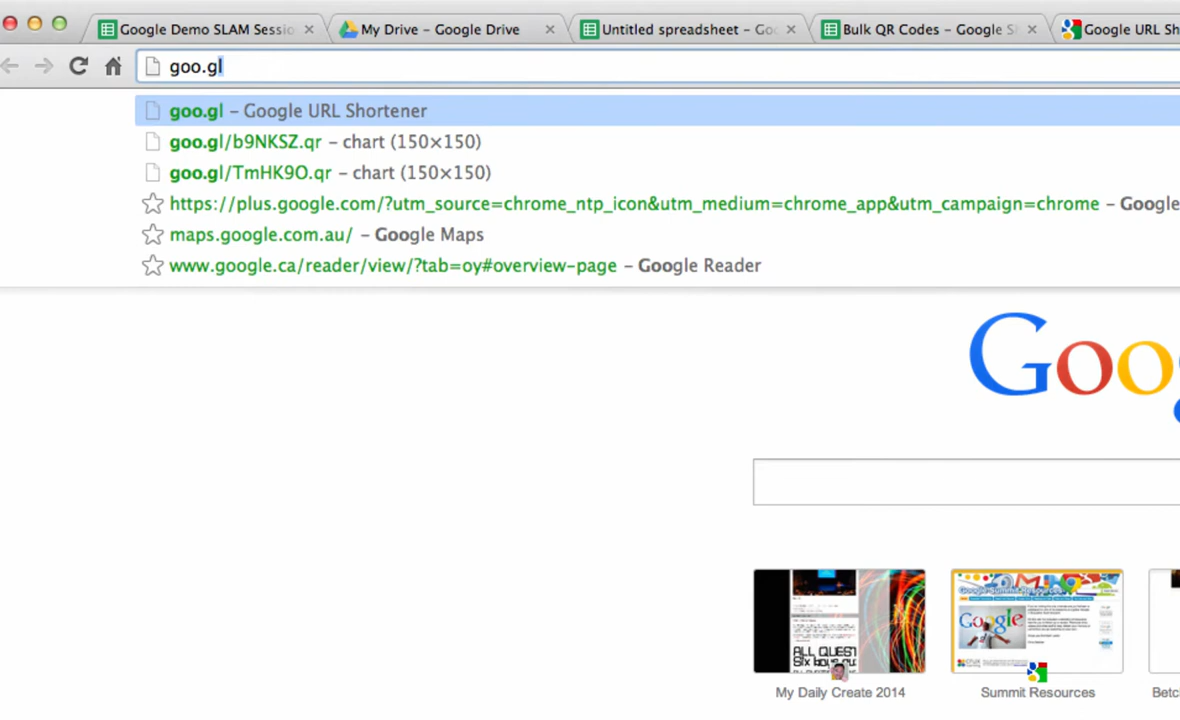 Google Demo SLAM Sessio
My Drive – Google Drive
Untitled spreadsheet – Goo
Bulk QR Codes – Google S
Google URL Sh
goo.gl
goo.gl – Google URL Shortener
goo.gl/b9NKSZ.qr – chart (150×150)
goo.gl/TmHK9O.qr – chart (150×150)
https://plus.google.com/?utm_source=chrome_ntp_icon&utm_medium=chrome_app&utm_campaign=chrome – Google
maps.google.com.au/ – Google Maps
www.google.ca/reader/view/?tab=oy#overview-page – Google Reader
Goo
ALL QUEST
Google
My Daily Create 2014
Summit Resources
Betc